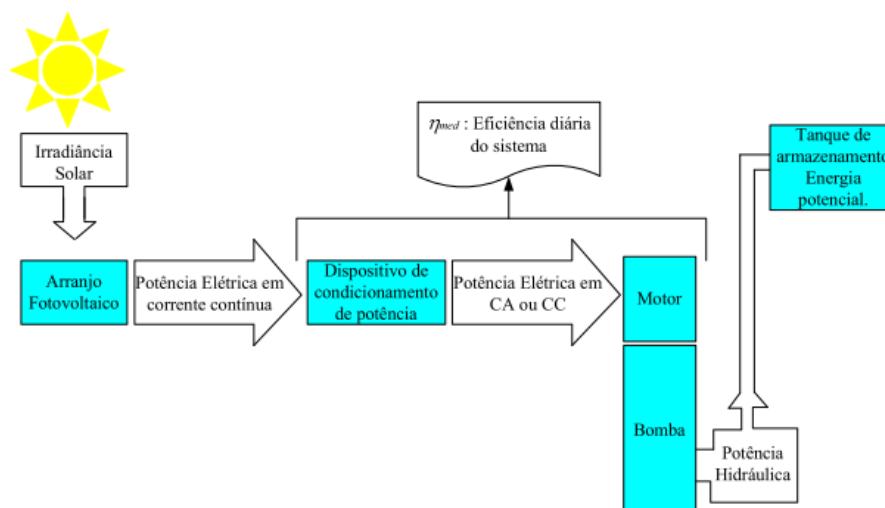 Irradiância
Solar
ηmed : Eficiência diária
do sistema
Tanque de
armazenamento
Energia
potencial.
Arranjo
Fotovoltaico
Potência Elétrica em
corrente contínua
Dispositivo de
condicionamento
de potência
Potência Elétrica em
CA ou CC
Motor
Bomba
Potência
Hidráulica